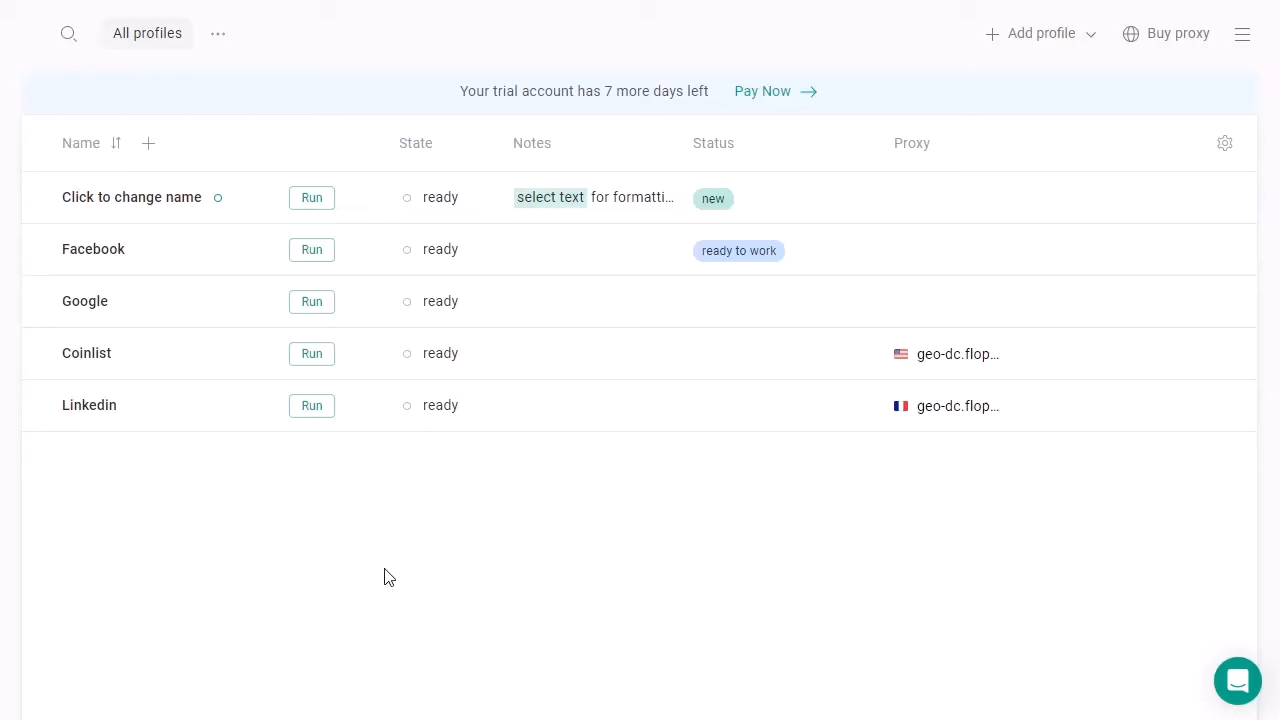 All profiles ... Add profile Buy proxy
Your trial account has 7 more days left Pay Now
Name State Notes Status Proxy
Click to change name Run ready select text for formatti... new
Facebook Run ready ready to work
Google Run ready
Coinlist Run ready geo-dc.flop...
Linkedin Run ready geo-dc.flop...